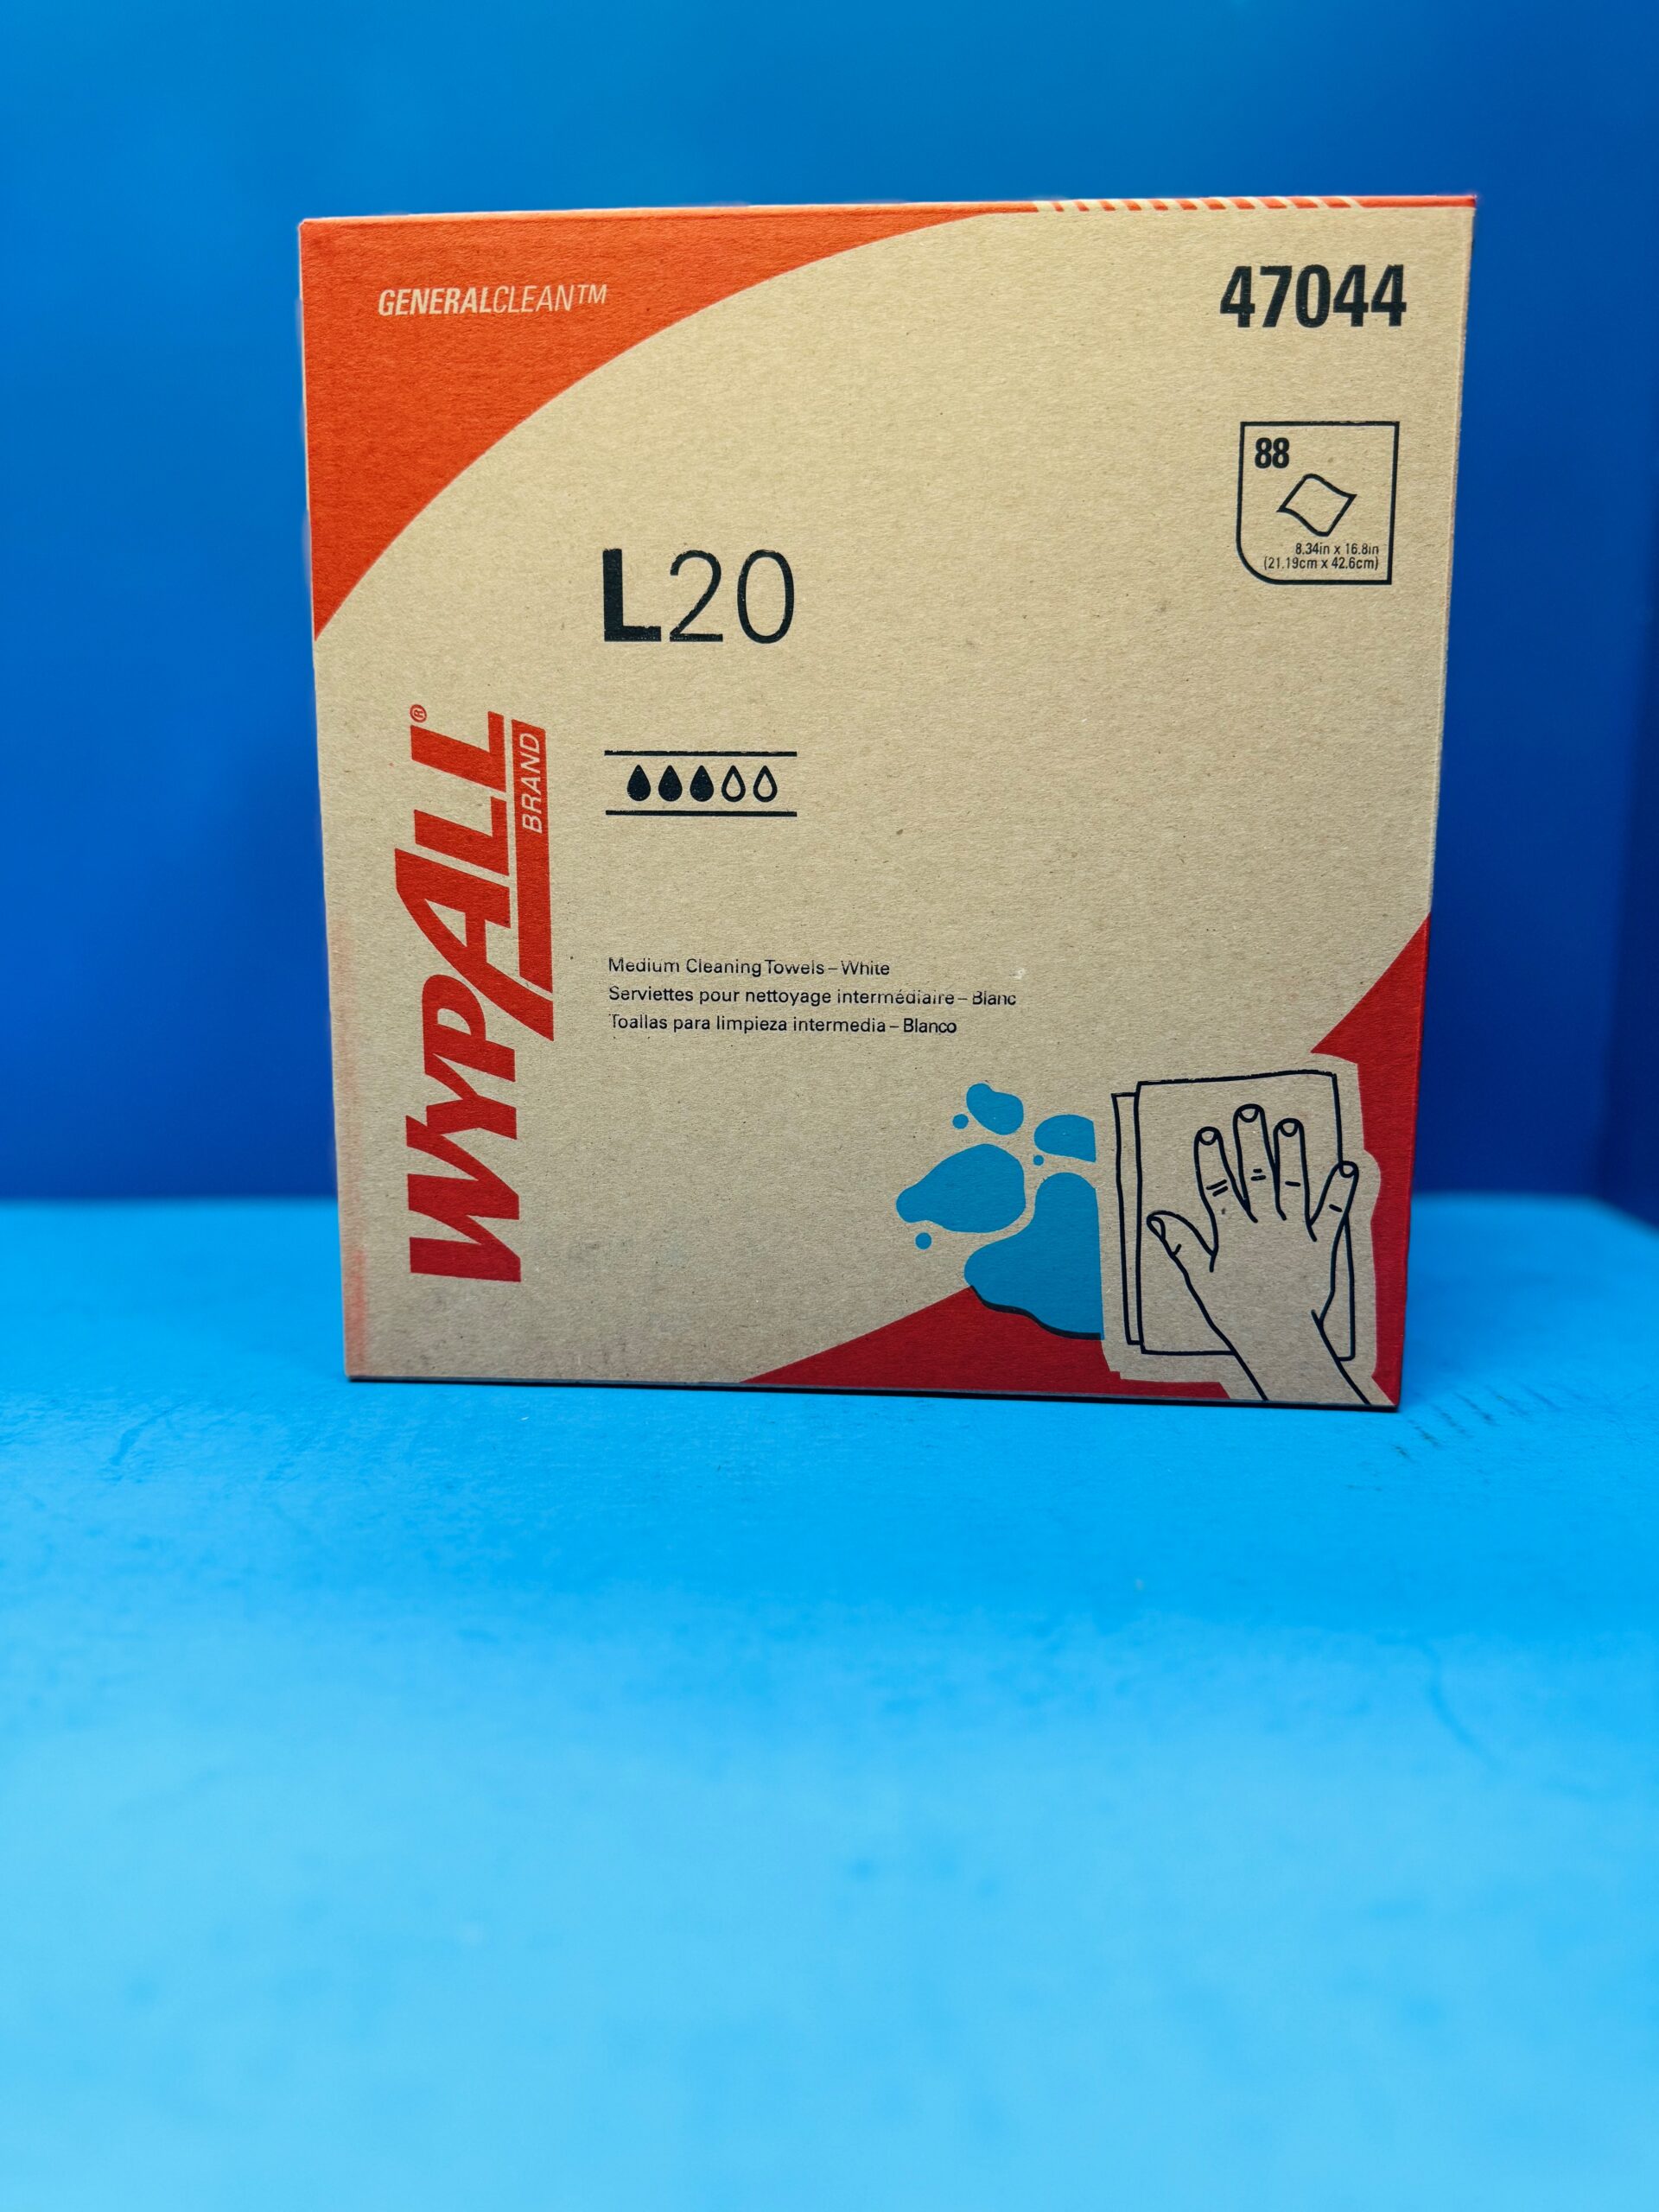 GENERALCLEAN™
47044
88
8.34in x 16.8in
(21.19cm x 42.6cm)
L20
WYPALL®
BRAND
Medium Cleaning Towels – White
Serviettes pour nettoyage intermédiaire – Blanc
Toallas para limpieza intermedia – Blanco